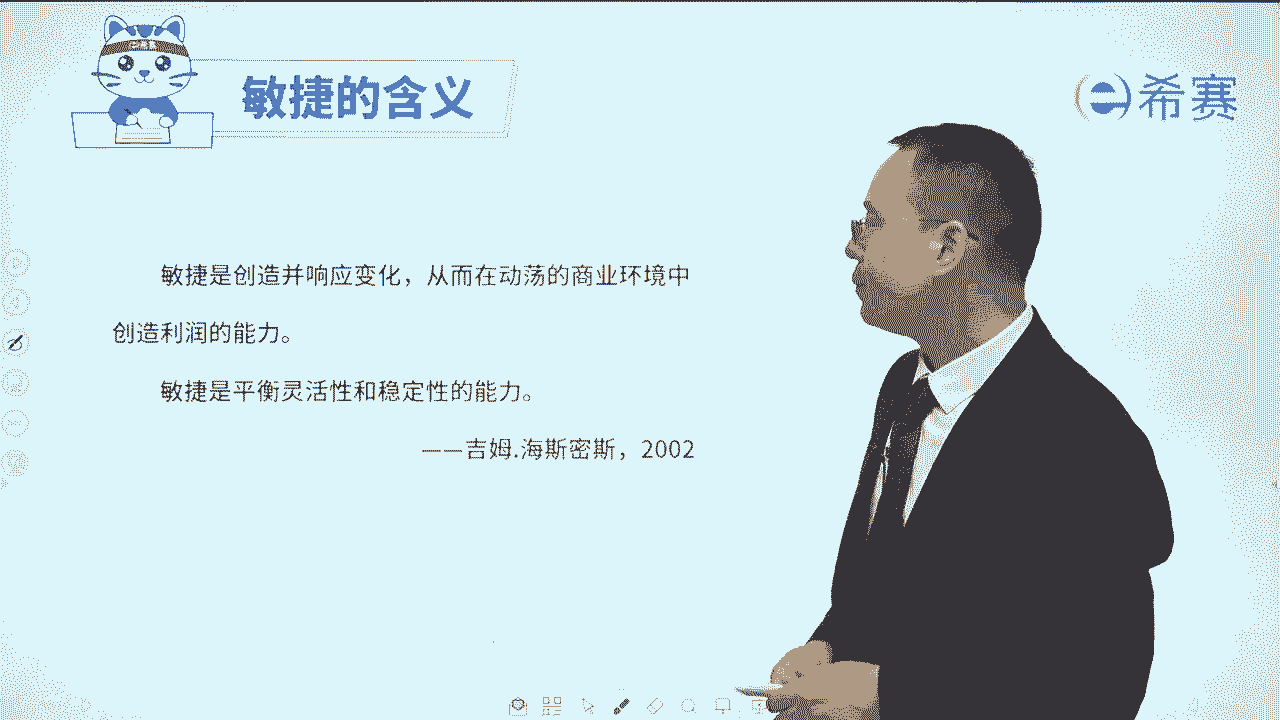 敏捷的含义
希赛
敏捷是创造并响应变化，从而在动荡的商业环境中
创造利润的能力。
敏捷是平衡灵活性和稳定性的能力。
——吉姆.海斯密斯，2002